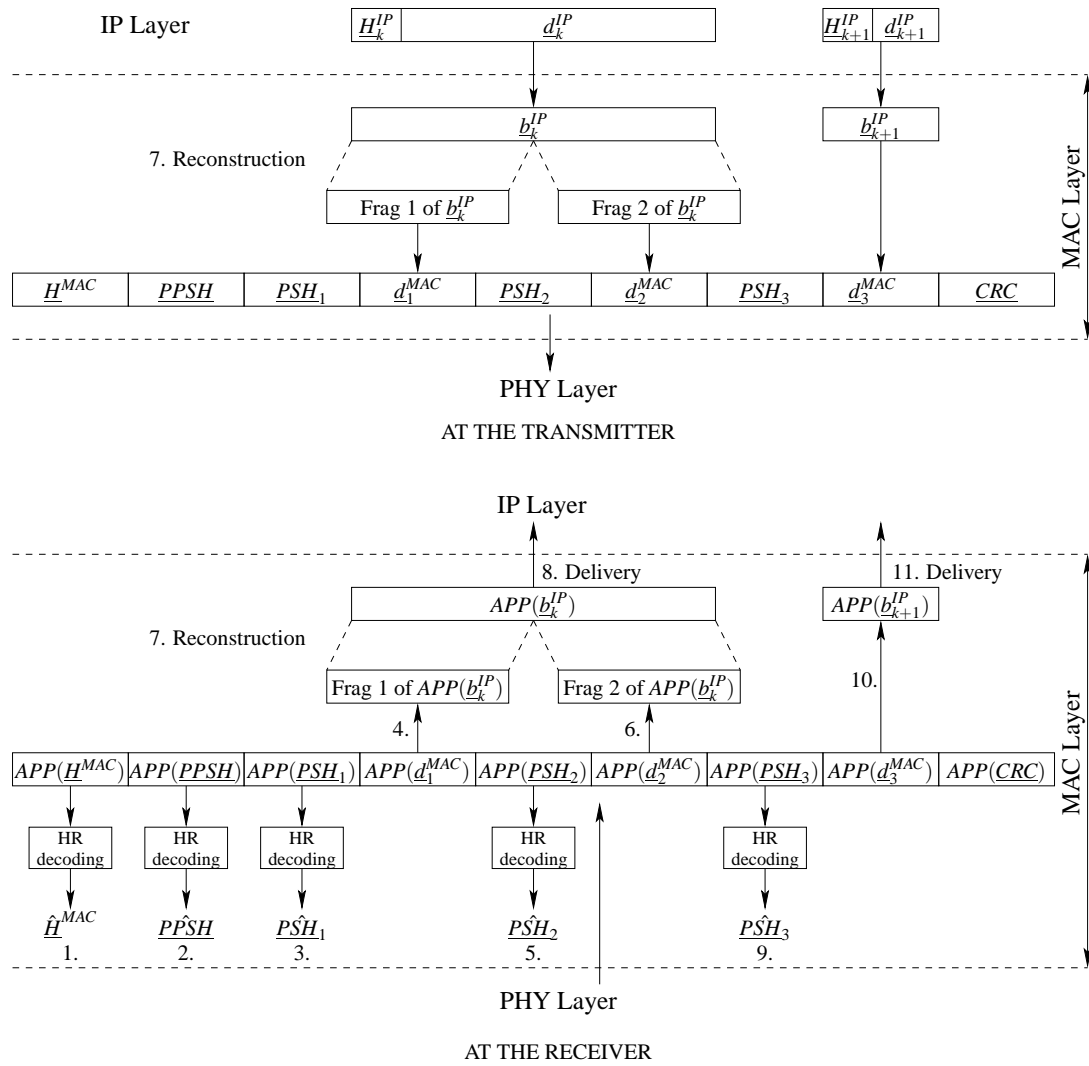 IP Layer
H_k^{IP} d_k^{IP} H_{k+1}^{IP} d_{k+1}^{IP}
b_k^{IP} b_{k+1}^{IP}
7. Reconstruction
Frag 1 of b_k^{IP} Frag 2 of b_k^{IP}
MAC Layer
H^{MAC} PPSH PSH_1 d_1^{MAC} PSH_2 d_2^{MAC} PSH_3 d_3^{MAC} CRC
PHY Layer
AT THE TRANSMITTER
IP Layer
8. Delivery 11. Delivery
APP(b_k^{IP}) APP(b_{k+1}^{IP})
7. Reconstruction
Frag 1 of APP(b_k^{IP}) Frag 2 of APP(b_k^{IP})
10.
4. 6.
MAC Layer
APP(H^{MAC}) APP(PPSH) APP(PSH_1) APP(d_1^{MAC}) APP(PSH_2) APP(d_2^{MAC}) APP(PSH_3) APP(d_3^{MAC}) APP(CRC)
HR decoding HR decoding HR decoding HR decoding HR decoding
Ĥ^{MAC} PPŜH PŜH_1 PŜH_2 PŜH_3
1. 2. 3. 5. 9.
PHY Layer
AT THE RECEIVER